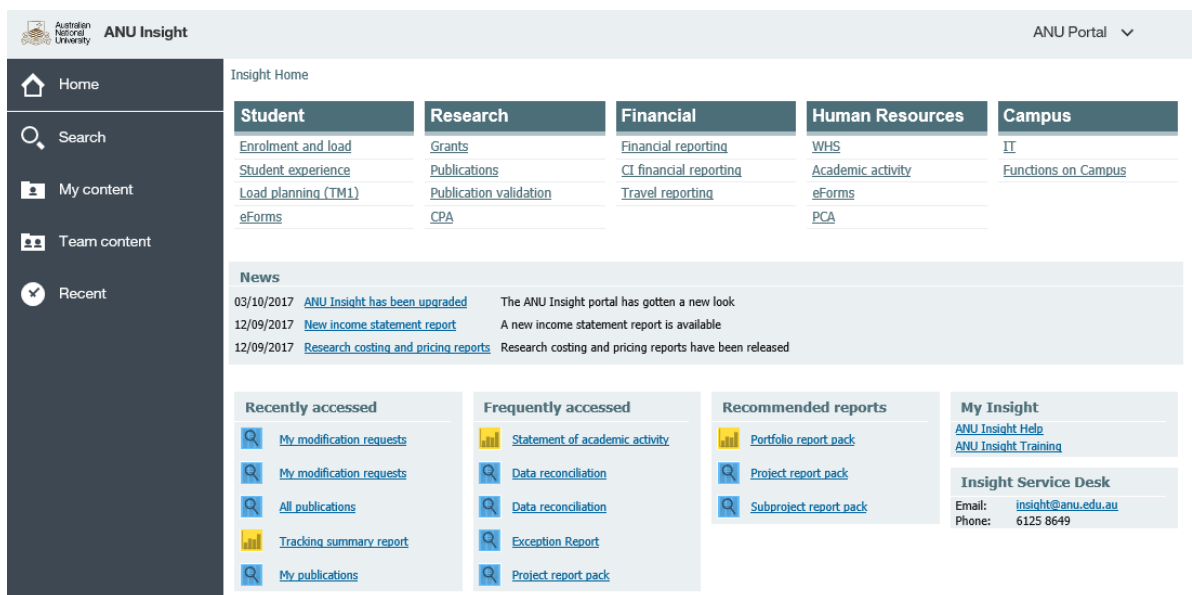 Australian
National
University
ANU Insight
ANU Portal
Home
Search
My content
Team content
Recent
Insight Home
Student
Enrolment and load
Student experience
Load planning (TM1)
eForms
Research
Grants
Publications
Publication validation
CPA
Financial
Financial reporting
CI financial reporting
Travel reporting
Human Resources
WHS
Academic activity
eForms
PCA
Campus
IT
Functions on Campus
News
03/10/2017 ANU Insight has been upgraded The ANU Insight portal has gotten a new look
12/09/2017 New income statement report A new income statement report is available
12/09/2017 Research costing and pricing reports Research costing and pricing reports have been released
Recently accessed
My modification requests
My modification requests
All publications
Tracking summary report
My publications
Frequently accessed
Statement of academic activity
Data reconciliation
Data reconciliation
Exception Report
Project report pack
Recommended reports
Portfolio report pack
Project report pack
Subproject report pack
My Insight
ANU Insight Help
ANU Insight Training
Insight Service Desk
Email: insight@anu.edu.au
Phone: 6125 8649